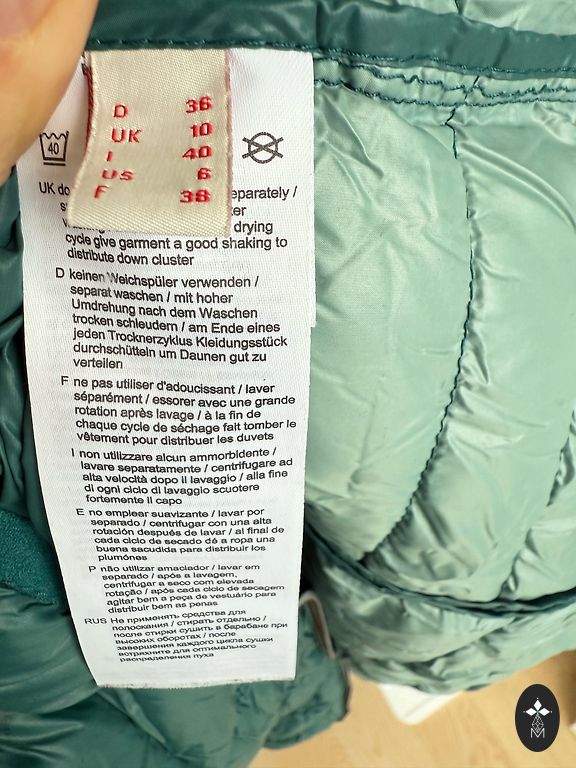 D 36
UK 10
I 40
US 6
F 38
40
UK do eparately /
ter
drying
cycle give garment a good shaking to
distribute down cluster
D keinen Weichspüler verwenden /
separat waschen / mit hoher
Umdrehung nach dem Waschen
trocken schleudern / am Ende eines
jeden Trocknerzyklus Kleidungsstück
durchschütteln um Daunen gut zu
verteilen
F ne pas utiliser d'adoucissant / laver
séparément / essorer avec une grande
rotation après lavage / à la fin de
chaque cycle de séchage fait tomber le
vêtement pour distribuer les duvets
I non utilizzare alcun ammorbidente /
lavare separatamente / centrifugare ad
alta velocità dopo il lavaggio / alla fine
di ogni ciclo di lavaggio scuotere
fortemente il capo
E no emplear suavizante / lavar por
separado / centrifugar con una alta
rotación después de lavar / al final de
cada ciclo de secado dé a ropa una
buena sacudida para distribuir los
plumónes
P não utilizar amaciador / lavar em
separado / após a lavagem,
centrifugar a seco com elevada
rotação / após cada ciclo de secagem
agitar bem a peça de vestuário para
distribuir bem as penas
RUS Не применять средства для
полоскания / стирать отдельно /
после стирки сушить в барабане при
высоких оборотах / после
завершения каждого цикла сушки
встряхните для оптимального
распределения пуха